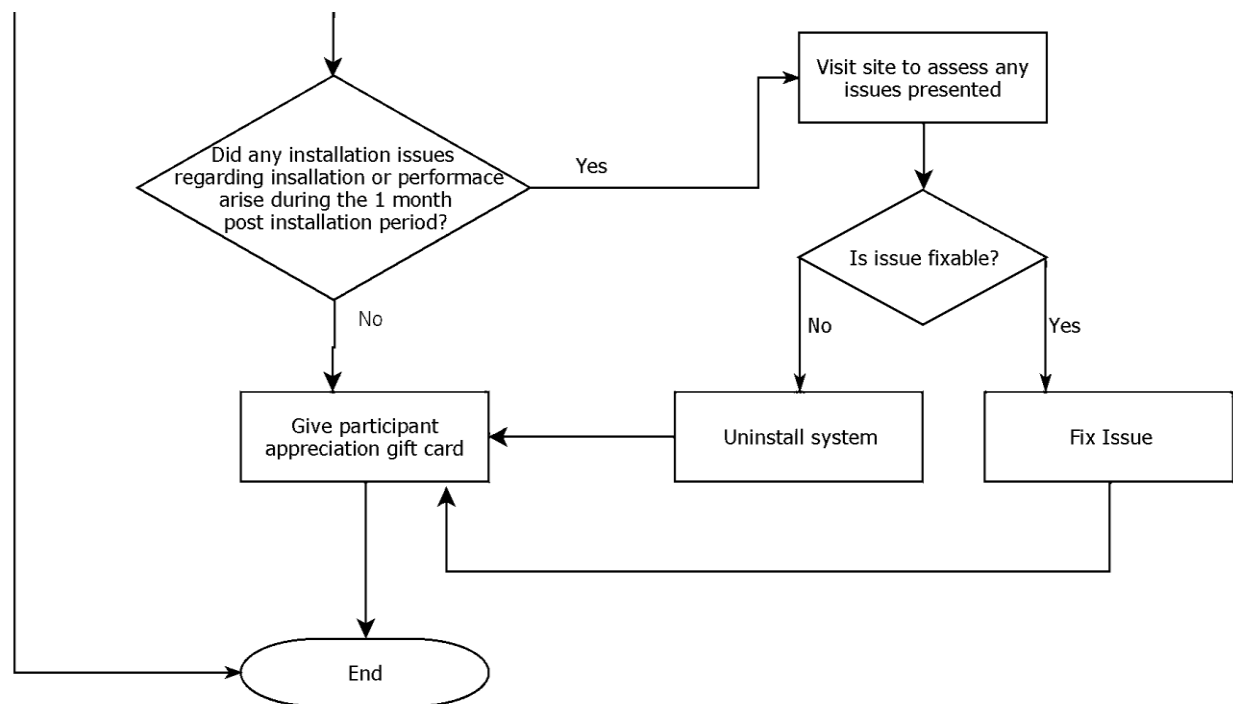 Visit site to assess any
issues presented
Did any installation issues
regarding insallation or performace
arise during the 1 month
post installation period?
Yes
Is issue fixable?
No
No
Yes
Give participant
appreciation gift card
Uninstall system
Fix Issue
End